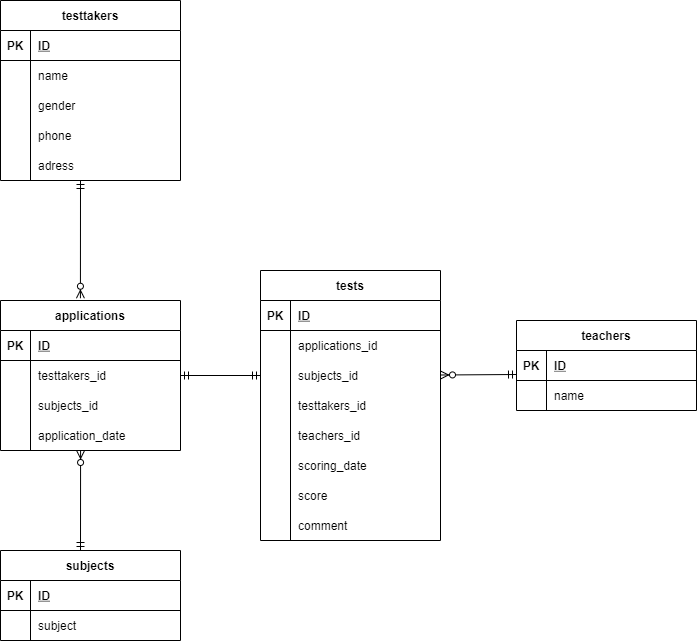 testtakers
PK ID
name
gender
phone
adress
applications
PK ID
testtakers_id
subjects_id
application_date
subjects
PK ID
subject
tests
PK ID
applications_id
subjects_id
testtakers_id
teachers_id
scoring_date
score
comment
teachers
PK ID
name